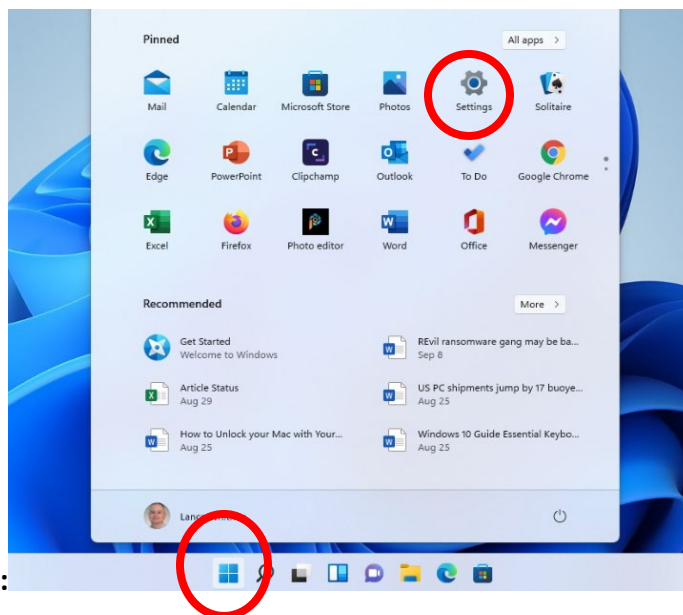 Pinned
All apps >
Mail
Calendar
Microsoft Store
Photos
Settings
Solitaire
Edge
PowerPoint
Clipchamp
Outlook
To Do
Google Chrome
Excel
Firefox
Photo editor
Word
Office
Messenger
Recommended
More >
Get Started
Welcome to Windows
REvil ransomware gang may be ba...
Sep 8
Article Status
Aug 29
US PC shipments jump by 17 buoye...
Aug 25
How to Unlock your Mac with Your...
Aug 25
Windows 10 Guide Essential Keybo...
Aug 25
: